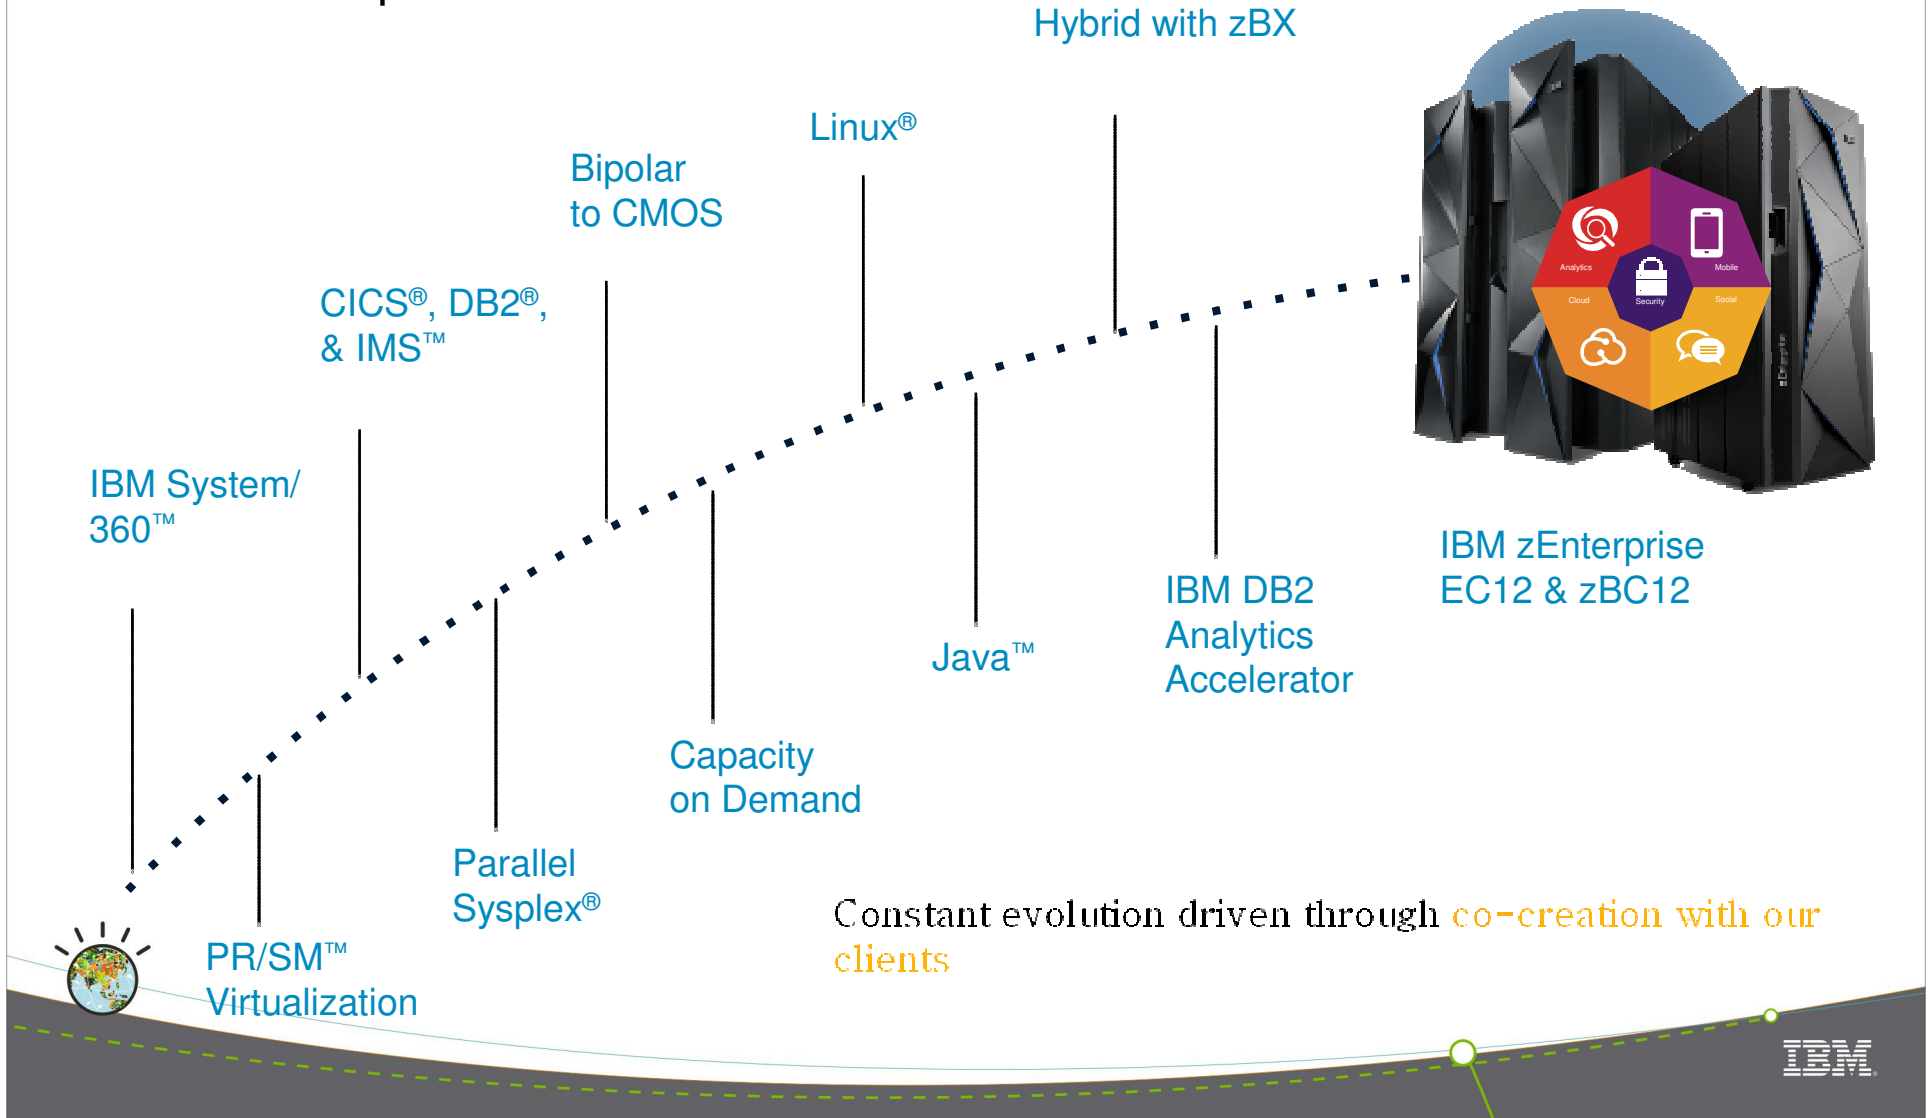 Hybrid with zBX
Linux®
Bipolar
to CMOS
CICS®, DB2®,
& IMS™
IBM System/
360™
Analytics
Mobile
Cloud
Security
Social
IBM zEnterprise
EC12 & zBC12
IBM DB2
Analytics
Accelerator
Java™
Capacity
on Demand
Parallel
Sysplex®
PR/SM™
Virtualization
Constant evolution driven through co-creation with our
clients
IBM